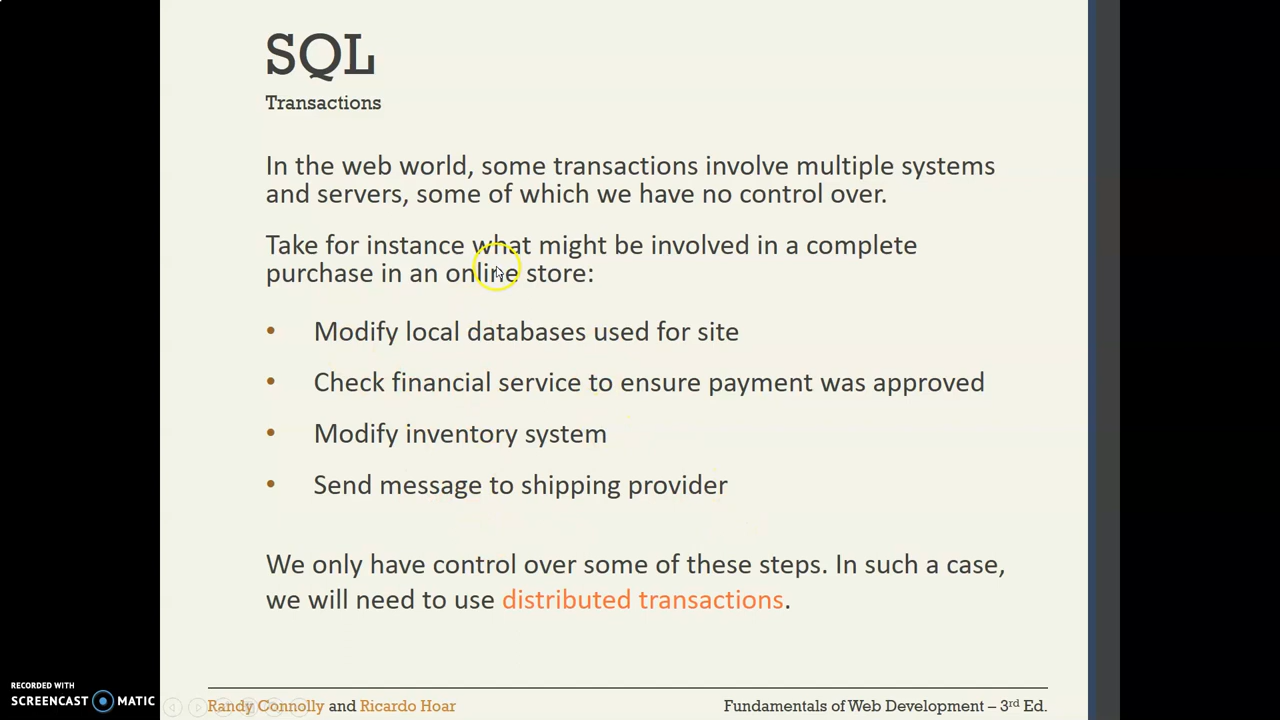 SQL
Transactions
In the web world, some transactions involve multiple systems
and servers, some of which we have no control over.
Take for instance what might be involved in a complete
purchase in an online store:
• Modify local databases used for site
• Check financial service to ensure payment was approved
• Modify inventory system
• Send message to shipping provider
We only have control over some of these steps. In such a case,
we will need to use distributed transactions.
RECORDED WITH
SCREENCAST MATIC
Randy Connolly and Ricardo Hoar
Fundamentals of Web Development – 3rd Ed.